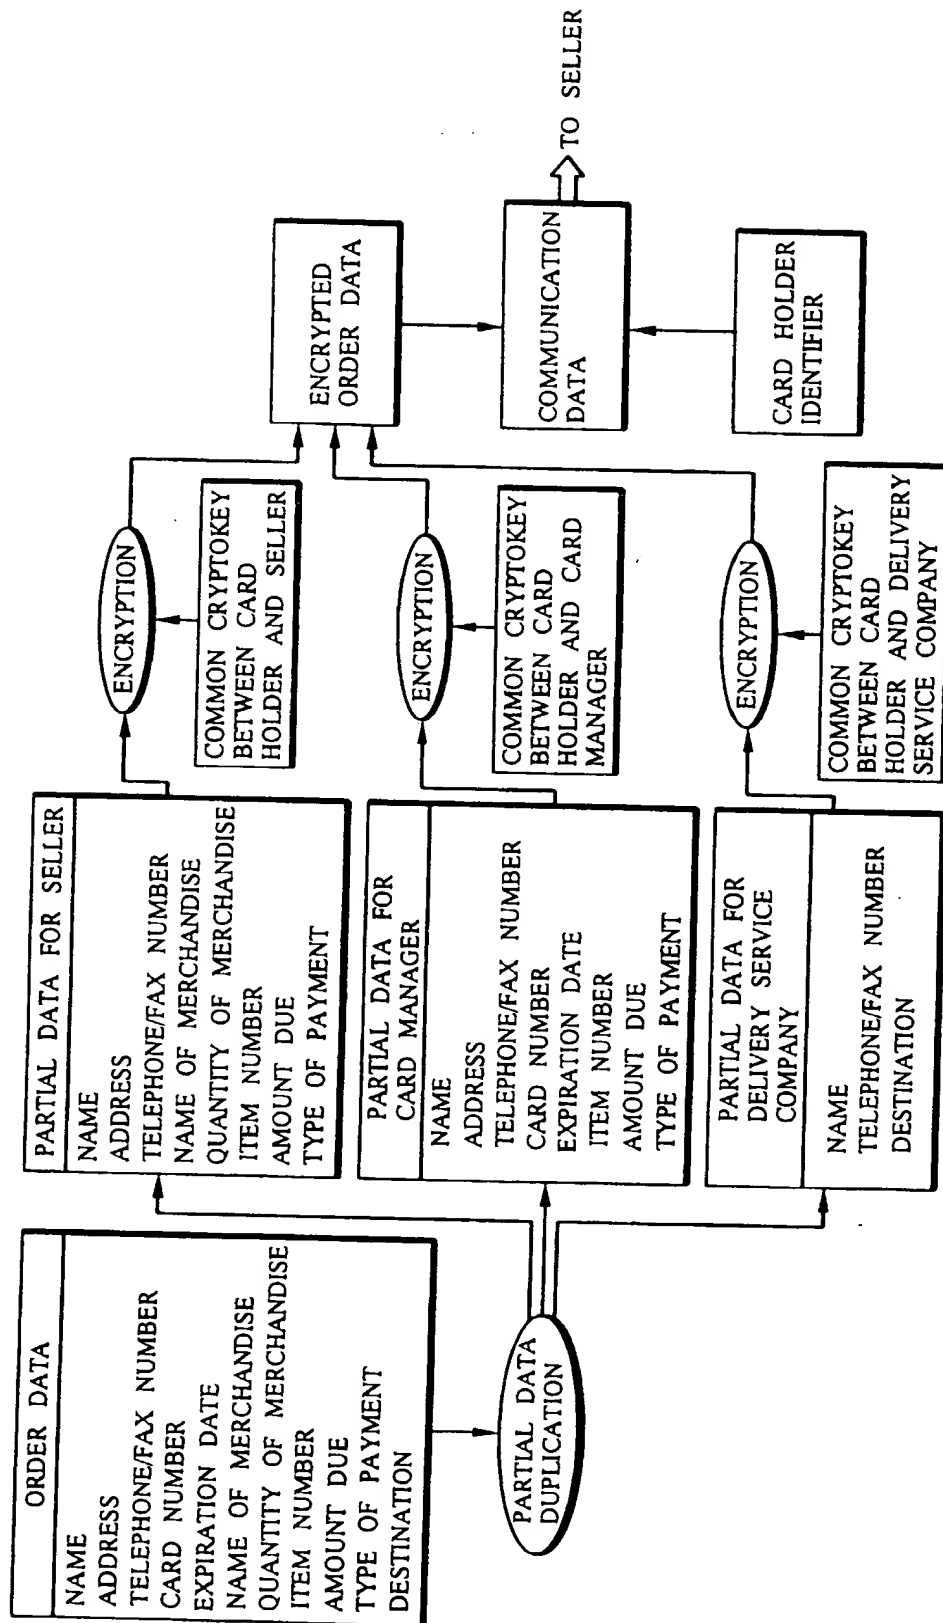 ORDER DATA
NAME
ADDRESS
TELEPHONE/FAX NUMBER
CARD NUMBER
EXPIRATION DATE
NAME OF MERCHANDISE
QUANTITY OF MERCHANDISE
ITEM NUMBER
AMOUNT DUE
TYPE OF PAYMENT
DESTINATION
PARTIAL DATA
DUPLICATION
PARTIAL DATA FOR SELLER
NAME
ADDRESS
TELEPHONE/FAX NUMBER
NAME OF MERCHANDISE
QUANTITY OF MERCHANDISE
ITEM NUMBER
AMOUNT DUE
TYPE OF PAYMENT
PARTIAL DATA FOR
CARD MANAGER
NAME
ADDRESS
TELEPHONE/FAX NUMBER
CARD NUMBER
EXPIRATION DATE
ITEM NUMBER
AMOUNT DUE
TYPE OF PAYMENT
PARTIAL DATA FOR
DELIVERY SERVICE
COMPANY
NAME
TELEPHONE/FAX NUMBER
DESTINATION
ENCRYPTION
COMMON CRYPTOKEY
BETWEEN CARD
HOLDER AND SELLER
ENCRYPTION
COMMON CRYPTOKEY
BETWEEN CARD
HOLDER AND CARD
MANAGER
ENCRYPTION
COMMON CRYPTOKEY
BETWEEN CARD
HOLDER AND DELIVERY
SERVICE COMPANY
ENCRYPTED
ORDER DATA
COMMUNICATION
DATA
CARD HOLDER
IDENTIFIER
TO SELLER